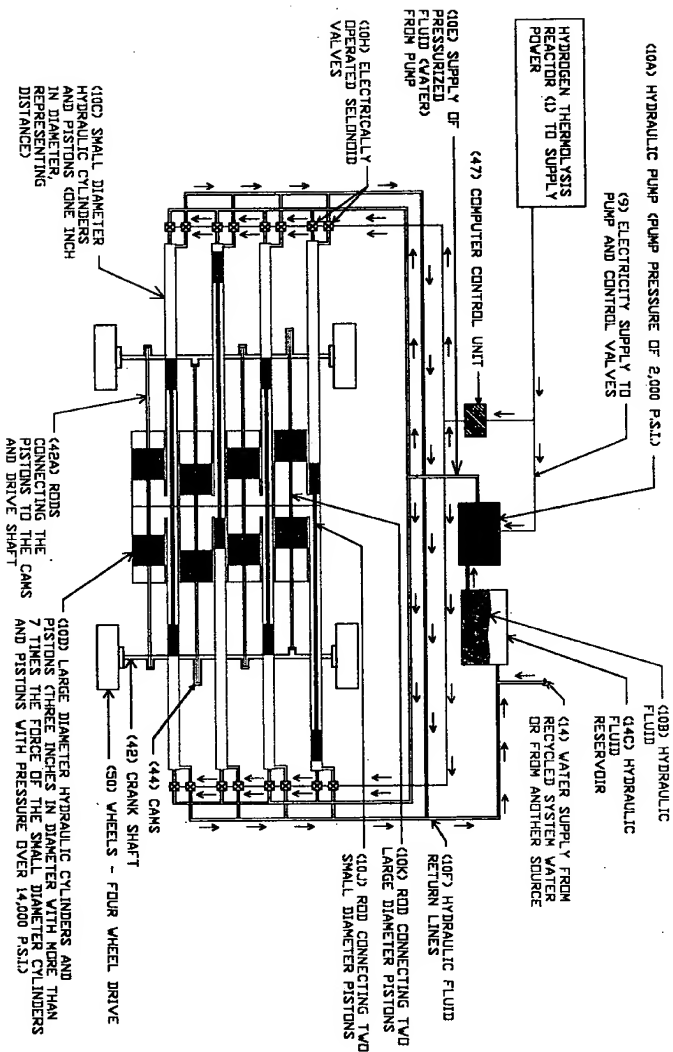 (10A) HYDRAULIC PUMP (PUMP PRESSURE OF 2,000 P.S.I.)
(9) ELECTRICITY SUPPLY TO
PUMP AND CONTROL VALVES
HYDROGEN THERMOLYSIS
REACTOR (1) TO SUPPLY
POWER
(47) COMPUTER CONTROL UNIT
(10E) SUPPLY OF
PRESSURIZED
FLUID (WATER)
FROM PUMP
(10H) ELECTRICALLY
OPERATED SELONOID
VALVES
(10C) SMALL DIAMETER
HYDRAULIC CYLINDERS
AND PISTONS (ONE INCH
IN DIAMETER,
REPRESENTING
DISTANCE)
(10B) HYDRAULIC
FLUID
(14C) HYDRAULIC
FLUID
RESERVOIR
(14) WATER SUPPLY FROM
RECYCLED SYSTEM WATER
OR FROM ANOTHER SOURCE
(10F) HYDRAULIC FLUID
RETURN LINES
(10K) ROD CONNECTING TWO
LARGE DIAMETER PISTONS
(10J) ROD CONNECTING TWO
SMALL DIAMETER PISTONS
(44) CAMS
(42) CRANK SHAFT
(50) WHEELS - FOUR WHEEL DRIVE
(42A) RODS
CONNECTING THE
PISTONS TO THE CAMS
AND DRIVE SHAFT
(10D) LARGE DIAMETER HYDRAULIC CYLINDERS AND
PISTONS (THREE INCHES IN DIAMETER WITH MORE THAN
7 TIMES THE FORCE OF THE SMALL DIAMETER CYLINDERS
AND PISTONS WITH PRESSURE OVER 14,000 P.S.I.)